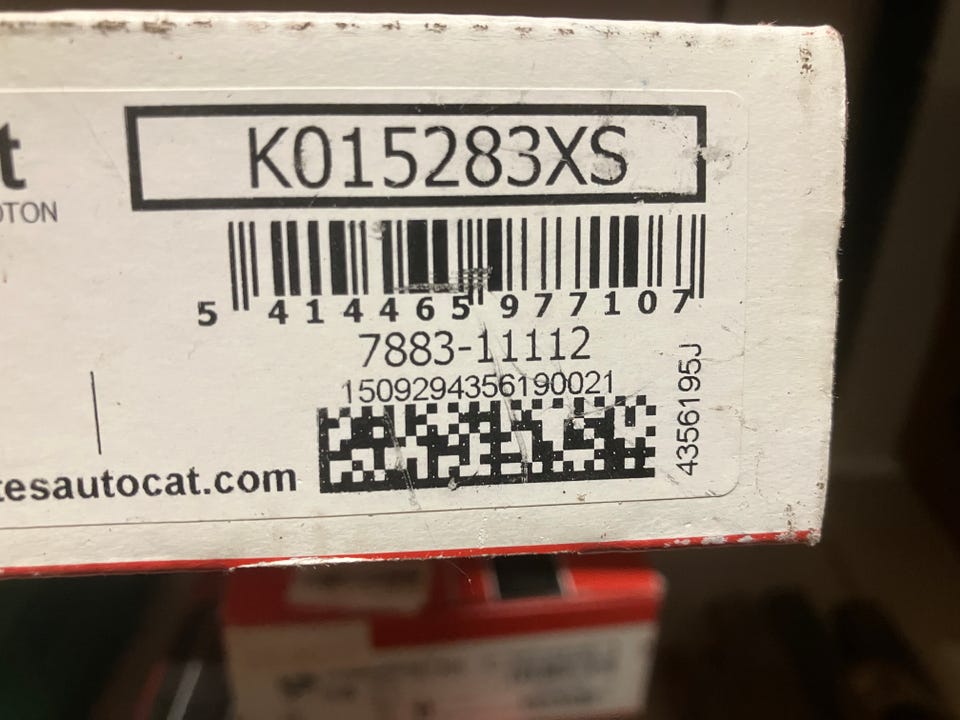 t
OTON
K015283XS
5 414465 977107
7883-11112
1509294356190021
4356195J
tesautocat.com